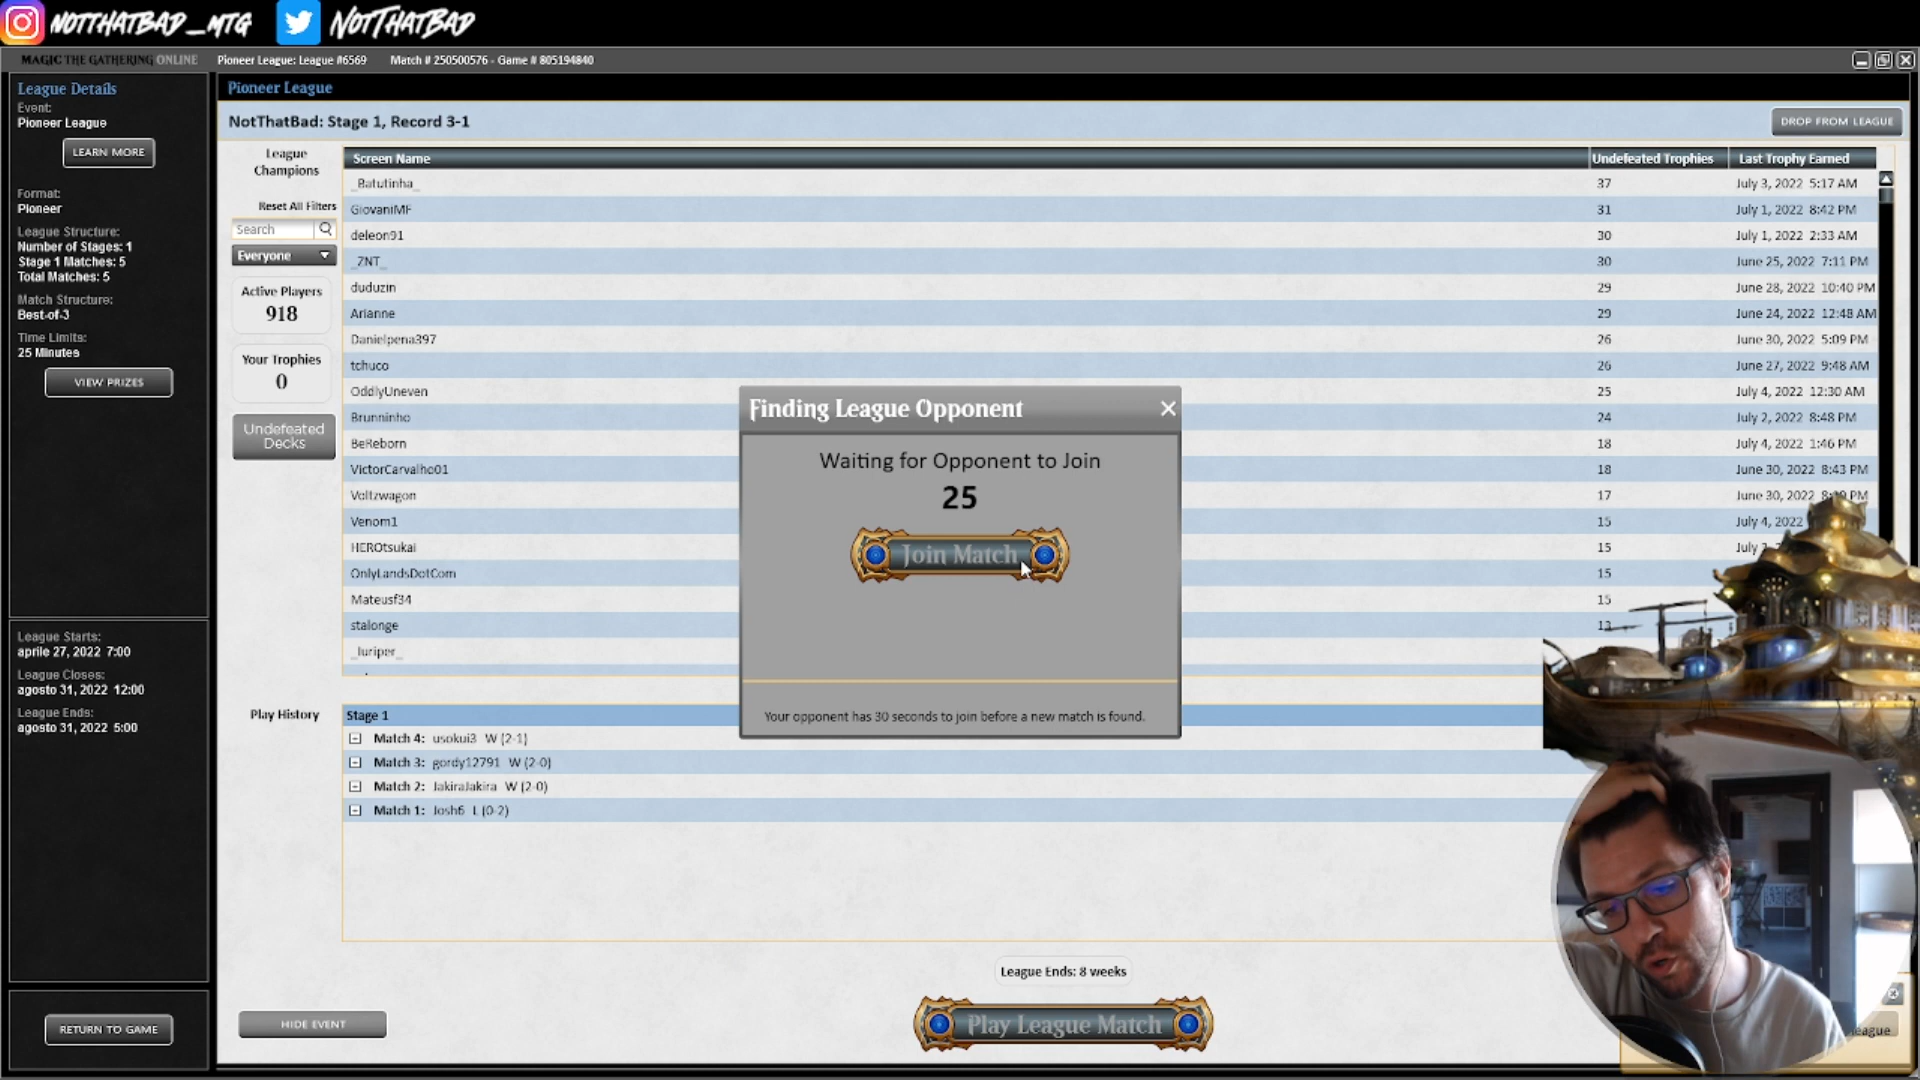 NOTTHATBAD_MTG NOTTHATBAD
MAGIC THE GATHERING ONLINE Pioneer League: League #6569 Match # 250500576 - Game # 805194840
League Details
Event:
Pioneer League
LEARN MORE
Format:
Pioneer
League Structure:
Number of Stages: 1
Stage 1 Matches: 5
Total Matches: 5
Match Structure:
Best-of-3
Time Limits:
25 Minutes
VIEW PRIZES
League Starts:
aprile 27, 2022 7:00
League Closes:
agosto 31, 2022 12:00
League Ends:
agosto 31, 2022 5:00
RETURN TO GAME
Pioneer League
NotThatBad: Stage 1, Record 3-1
DROP FROM LEAGUE
League
Champions
Reset All Filters
Search
Everyone
Active Players
918
Your Trophies
0
Undefeated
Decks
Screen Name Undefeated Trophies Last Trophy Earned
_Batutinha_ 37 July 3, 2022 5:17 AM
GiovaniMF 31 July 1, 2022 8:42 PM
deleon91 30 July 1, 2022 2:33 AM
_ZNT_ 30 June 25, 2022 7:11 PM
duduzin 29 June 28, 2022 10:40 PM
Arianne 29 June 24, 2022 12:48 AM
Danielpena397 26 June 30, 2022 5:09 PM
tchuco 26 June 27, 2022 9:48 AM
OddlyUneven 25 July 4, 2022 12:30 AM
Brunninho 24 July 2, 2022 8:48 PM
BeReborn 18 July 4, 2022 1:46 PM
VictorCarvalho01 18 June 30, 2022 8:43 PM
Voltzwagon 17 June 30, 2022 PM
Venom1 15 July 4, 2022
HEROtsukai 15 July
OnlyLandsDotCom 15
Mateusf34 15
stalonge 13
_luriper_
Finding League Opponent
Waiting for Opponent to Join
25
Join Match
Your opponent has 30 seconds to join before a new match is found.
Play History
Stage 1
Match 4: usokui3 W (2-1)
Match 3: gordy12791 W (2-0)
Match 2: JakiraJakira W (2-0)
Match 1: Josh6 L (0-2)
League Ends: 8 weeks
HIDE EVENT
Play League Match
eague